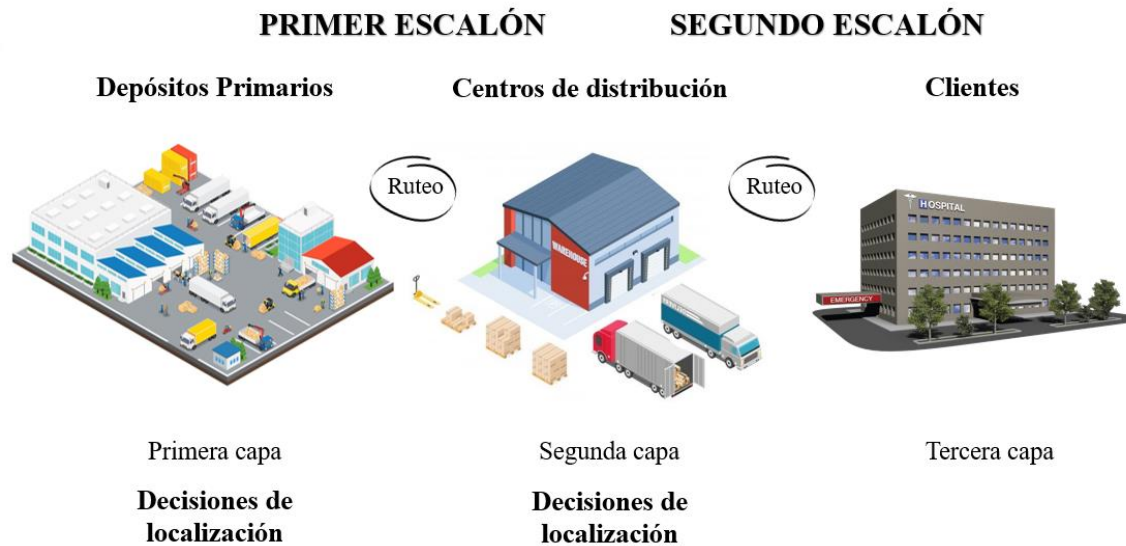 PRIMER ESCALÓN
SEGUNDO ESCALÓN
Depósitos Primarios
Centros de distribución
Clientes
Ruteo
Ruteo
WAREHOUSE
HOSPITAL
EMERGENCY
Primera capa
Segunda capa
Tercera capa
Decisiones de
localización
Decisiones de
localización